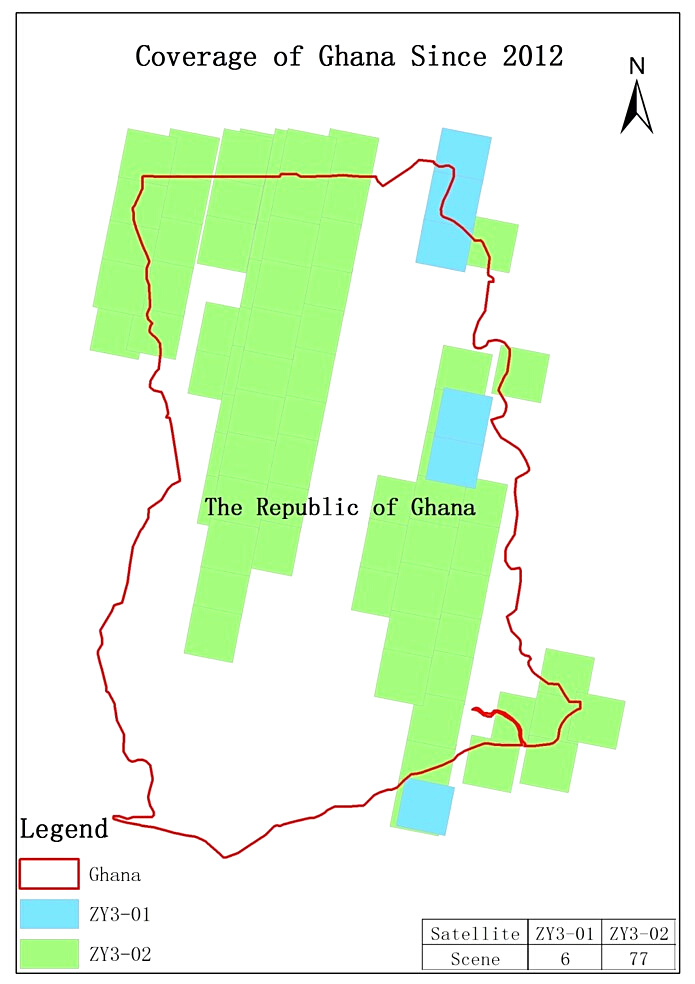 Coverage of Ghana Since 2012
N
The Republic of Ghana
Legend
Ghana
ZY3-01
ZY3-02
Satellite ZY3-01 ZY3-02
Scene 6 77